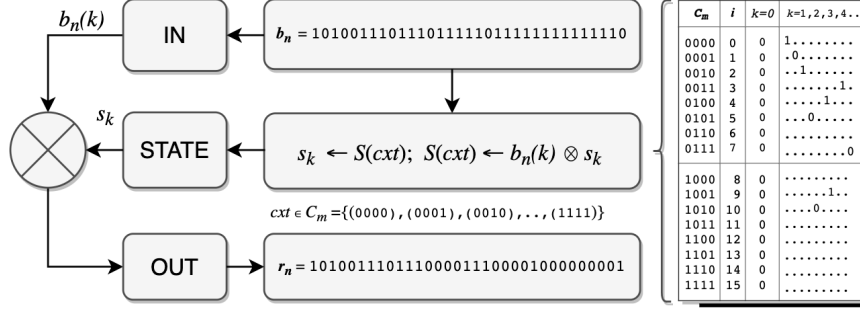 b_n(k)
IN
b_n = 10100111011101111101111111111110
s_k
STATE
s_k ← S(cxt); S(cxt) ← b_n(k) ⊗ s_k
cxt ∈ C_m = {(0000),(0001),(0010),..,(1111)}
OUT
r_n = 10100111011100001110000100000001
C_m i k=0 k=1,2,3,4..
0000 0 0 1........
0001 1 0 .0.......
0010 2 0 ..1......
0011 3 0 .......1.
0100 4 0 .....1...
0101 5 0 ...0.....
0110 6 0 .........
0111 7 0 ........0
1000 8 0 .........
1001 9 0 ......1..
1010 10 0 ....0....
1011 11 0 .........
1100 12 0 .........
1101 13 0 .........
1110 14 0 .........
1111 15 0 .........